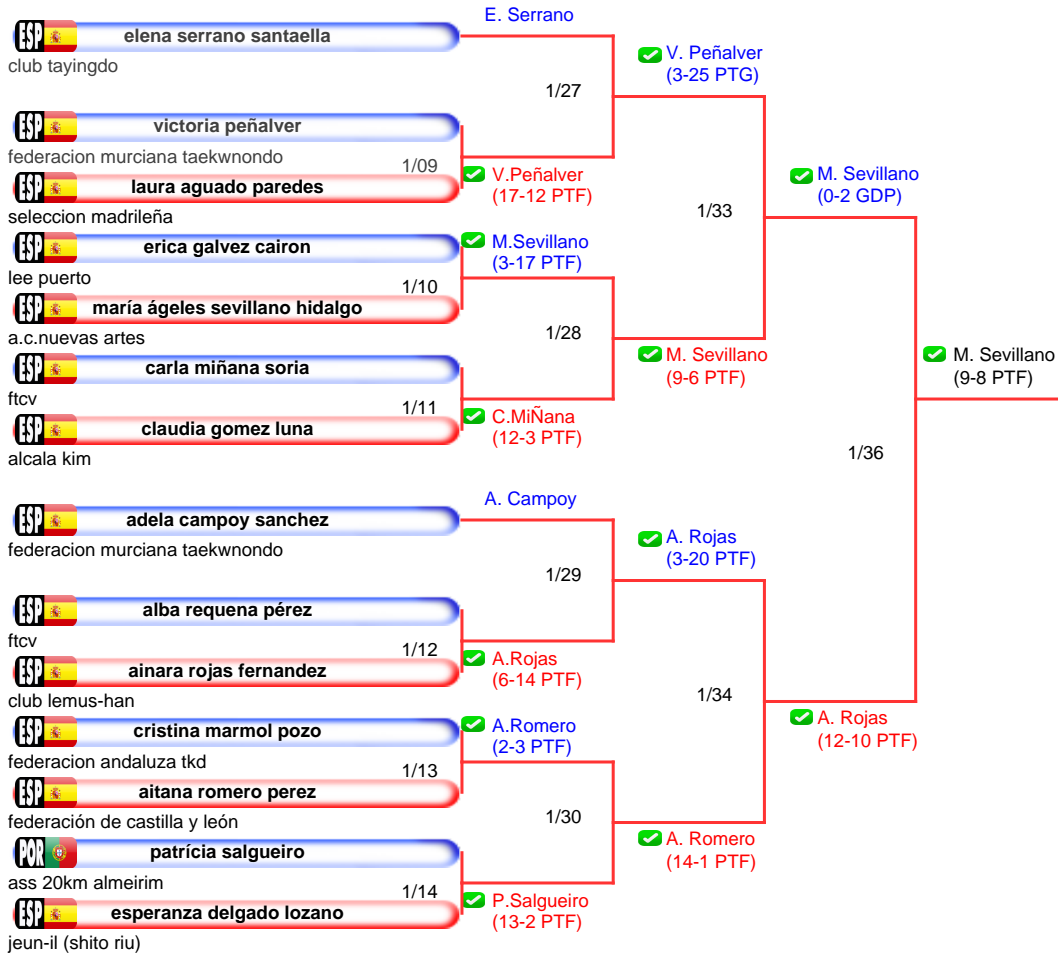 E. Serrano
ESP elena serrano santaella
club tayingdo
V. Peñalver
(3-25 PTG)
1/27
ESP victoria peñalver
federacion murciana taekwnondo
1/09
V.Peñalver
(17-12 PTF)
ESP laura aguado paredes
seleccion madrileña
M. Sevillano
(0-2 GDP)
1/33
ESP erica galvez cairon
lee puerto
M.Sevillano
(3-17 PTF)
1/10
ESP maría ágeles sevillano hidalgo
a.c.nuevas artes
1/28
M. Sevillano
(9-6 PTF)
M. Sevillano
(9-8 PTF)
ESP carla miñana soria
ftcv
1/11
C.MiÑana
(12-3 PTF)
ESP claudia gomez luna
alcala kim
1/36
A. Campoy
ESP adela campoy sanchez
federacion murciana taekwnondo
A. Rojas
(3-20 PTF)
1/29
ESP alba requena pérez
ftcv
1/12
A.Rojas
(6-14 PTF)
ESP ainara rojas fernandez
club lemus-han
1/34
A. Rojas
(12-10 PTF)
ESP cristina marmol pozo
federacion andaluza tkd
A.Romero
(2-3 PTF)
1/13
ESP aitana romero perez
federación de castilla y león
1/30
A. Romero
(14-1 PTF)
POR patrícia salgueiro
ass 20km almeirim
1/14
P.Salgueiro
(13-2 PTF)
ESP esperanza delgado lozano
jeun-il (shito riu)